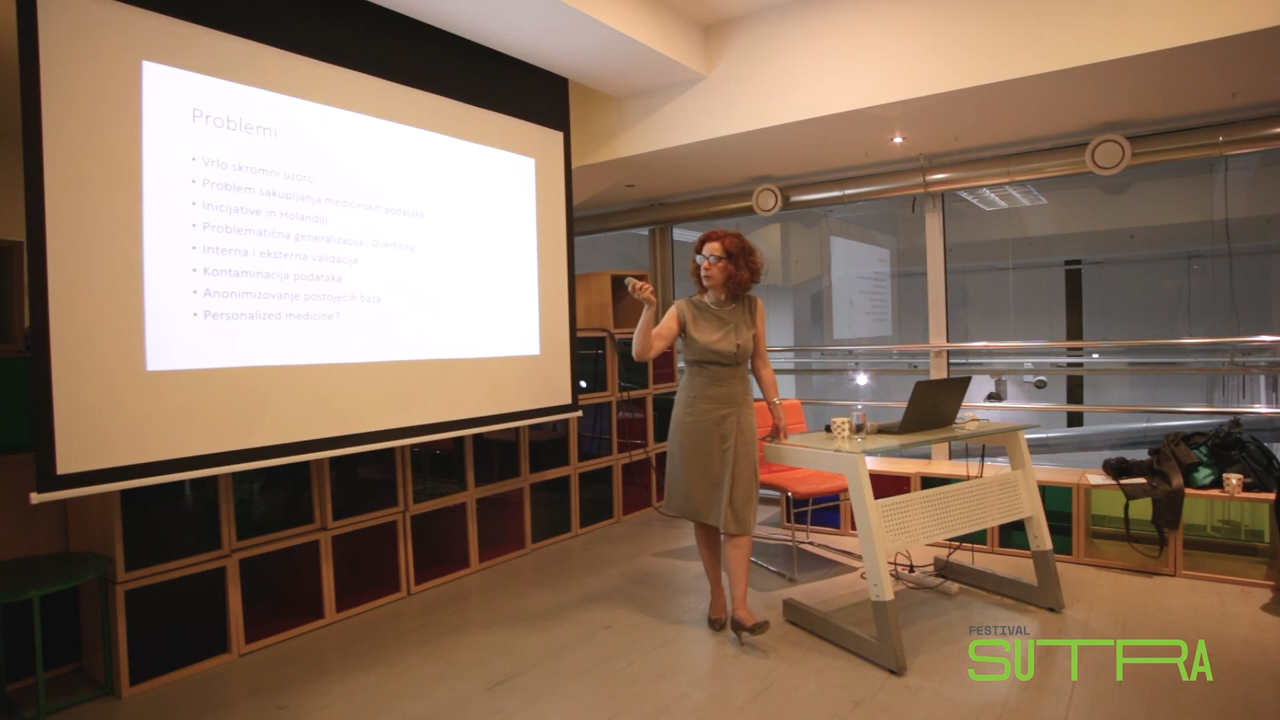 Problemi
• Vrlo skromni uzorci
• Problem sakupljanja medicinskih podataka
• Inicijative in Holandiji
• Problematična generalizacija i Overfiting
• Interna i eksterna validacija
• Kontaminacija podataka
• Anonimizovanje postojećih baza
• Personalized medicine?
FESTIVAL
SUTRA